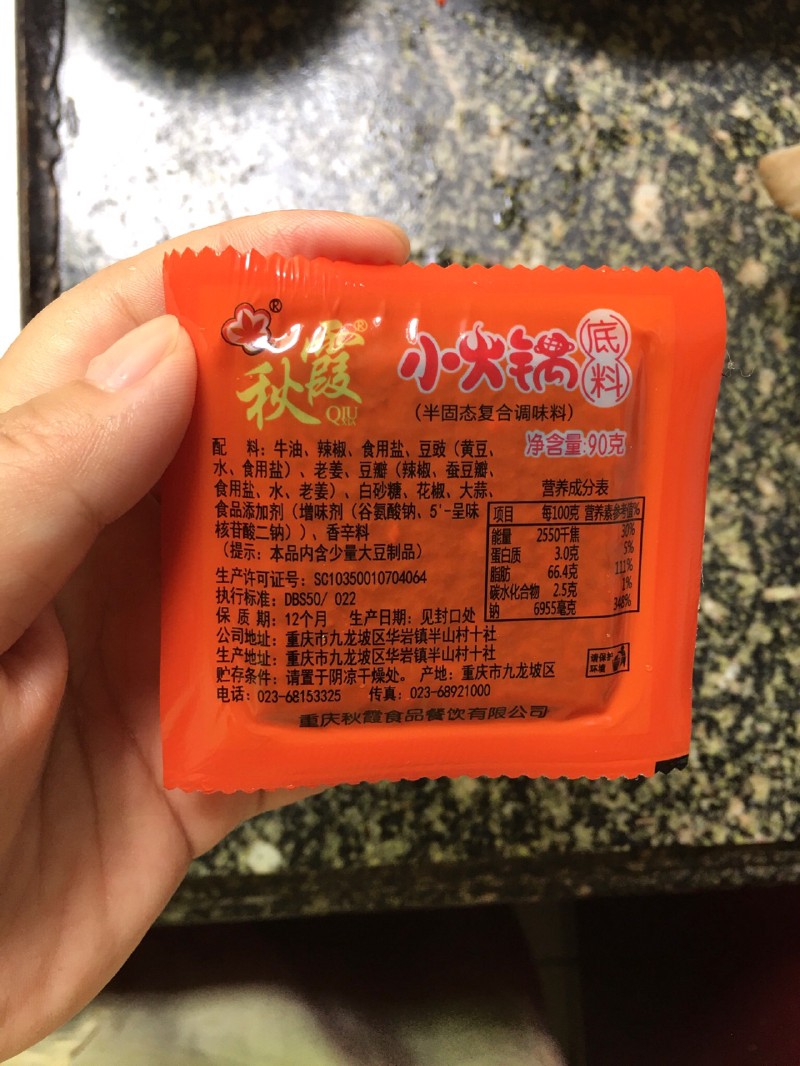 ®
秋霞®
QIU
XIA
小火锅底料
(半固态复合调味料)
净含量:90克
配 料: 牛油、辣椒、食用盐、豆豉(黄豆、
水、食用盐)、老姜、豆瓣(辣椒、蚕豆瓣、
食用盐、水、老姜)、白砂糖、花椒、大蒜、
食品添加剂(增味剂(谷氨酸钠、5'-呈味
核苷酸二钠))、香辛料
(提示: 本品内含少量大豆制品)
营养成分表
项目 每100克 营养素参考值%
能量 2550千焦 30%
蛋白质 3.0克 5%
脂肪 66.4克 111%
碳水化合物 2.5克 1%
钠 6955毫克 348%
生产许可证号: SC10350010704064
执行标准: DBS50/ 022
保 质 期: 12个月 生产日期: 见封口处
公司地址: 重庆市九龙坡区华岩镇半山村十社
生产地址: 重庆市九龙坡区华岩镇半山村十社
贮存条件: 请置于阴凉干燥处。 产地: 重庆市九龙坡区
电话: 023-68153325 传真: 023-68921000
重庆秋霞食品餐饮有限公司
请保护
环境